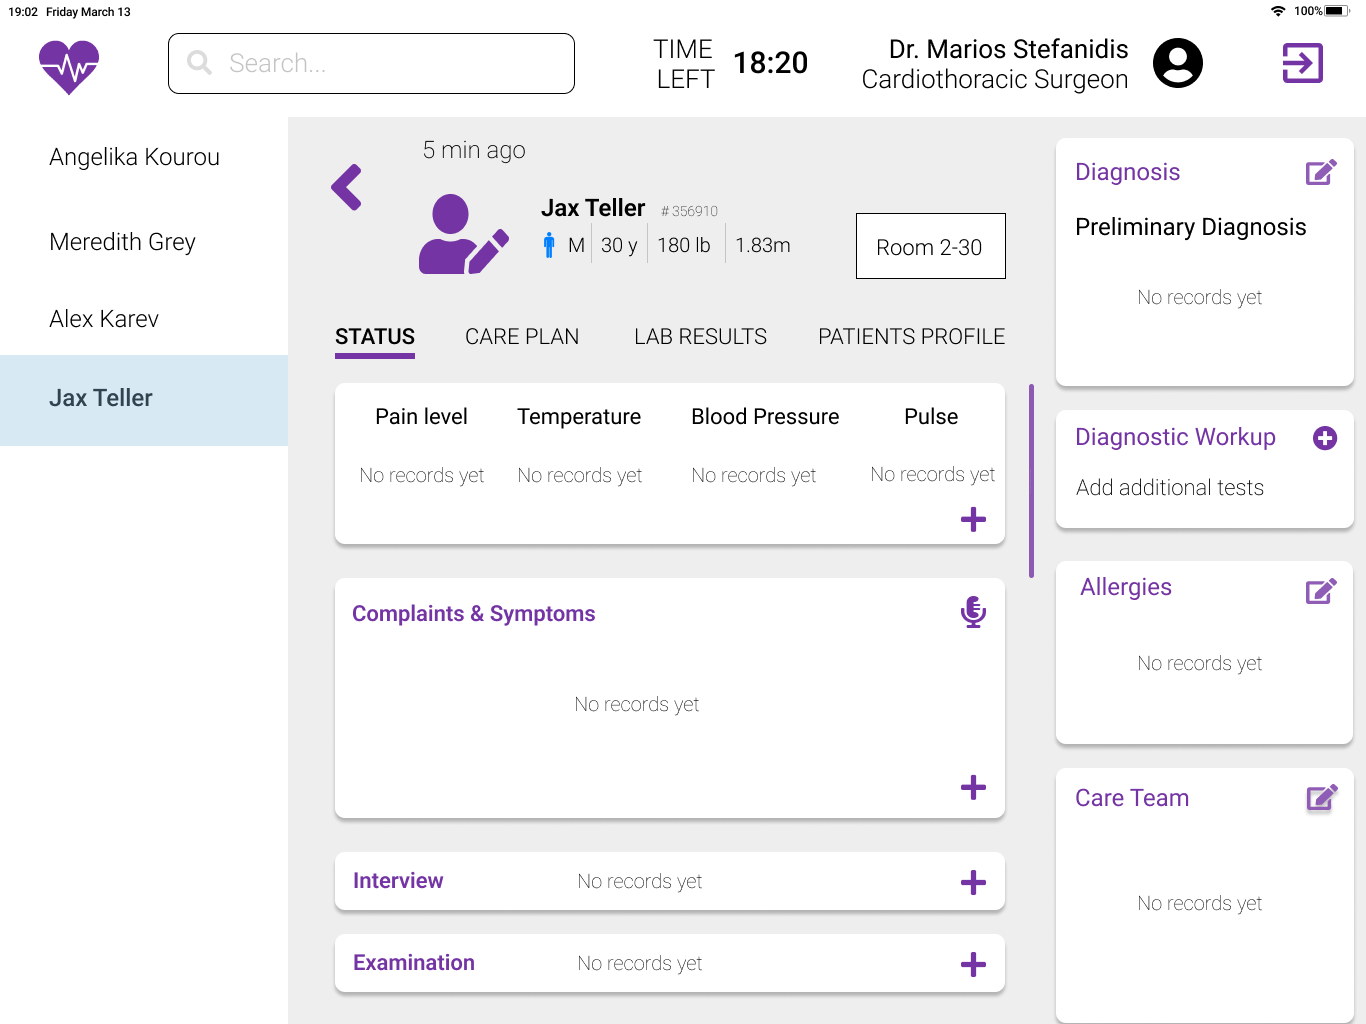 19:02 Friday March 13
100%
Search...
TIME
LEFT
18:20
Dr. Marios Stefanidis
Cardiothoracic Surgeon
Angelika Kourou
Meredith Grey
Alex Karev
Jax Teller
5 min ago
Jax Teller # 356910
M 30 y 180 lb 1.83m
Room 2-30
STATUS CARE PLAN LAB RESULTS PATIENTS PROFILE
Pain level Temperature Blood Pressure Pulse
No records yet No records yet No records yet No records yet
Complaints & Symptoms
No records yet
Interview No records yet
Examination No records yet
Diagnosis
Preliminary Diagnosis
No records yet
Diagnostic Workup
Add additional tests
Allergies
No records yet
Care Team
No records yet